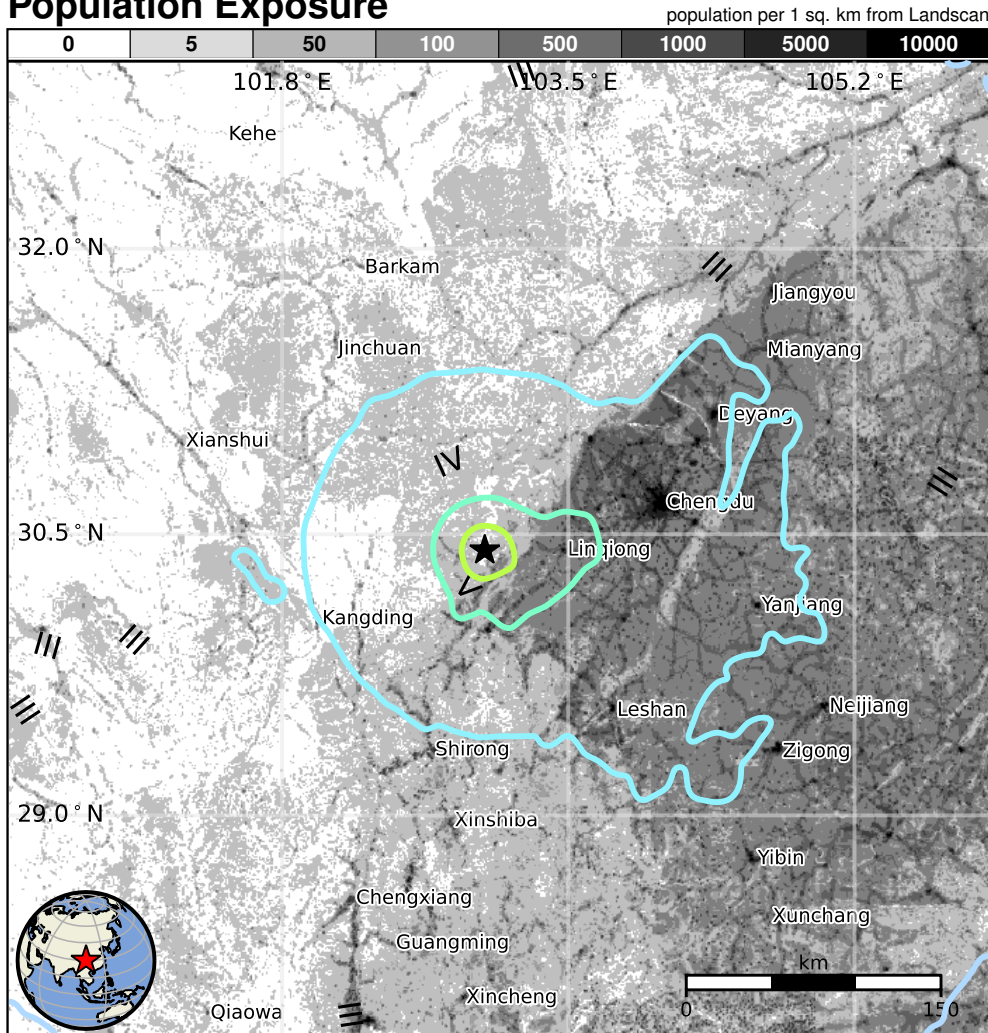 Population Exposure
population per 1 sq. km from Landscan
0 5 50 100 500 1000 5000 10000
101.8°E 103.5°E 105.2°E
III
Kehe
32.0°N
Barkam
III
Jiangyou
Jinchuan
Mianyang
Deyang
Xianshui
IV
III
Chengdu
30.5°N
Linqiong
V
Yanjiang
Kangding
III
III
III
Leshan
Neijiang
Shirong
Zigong
29.0°N
Xinshiba
Yibin
Chengxiang
Xunchang
Guangming
km
Xincheng
0 150
Qiaowa
III